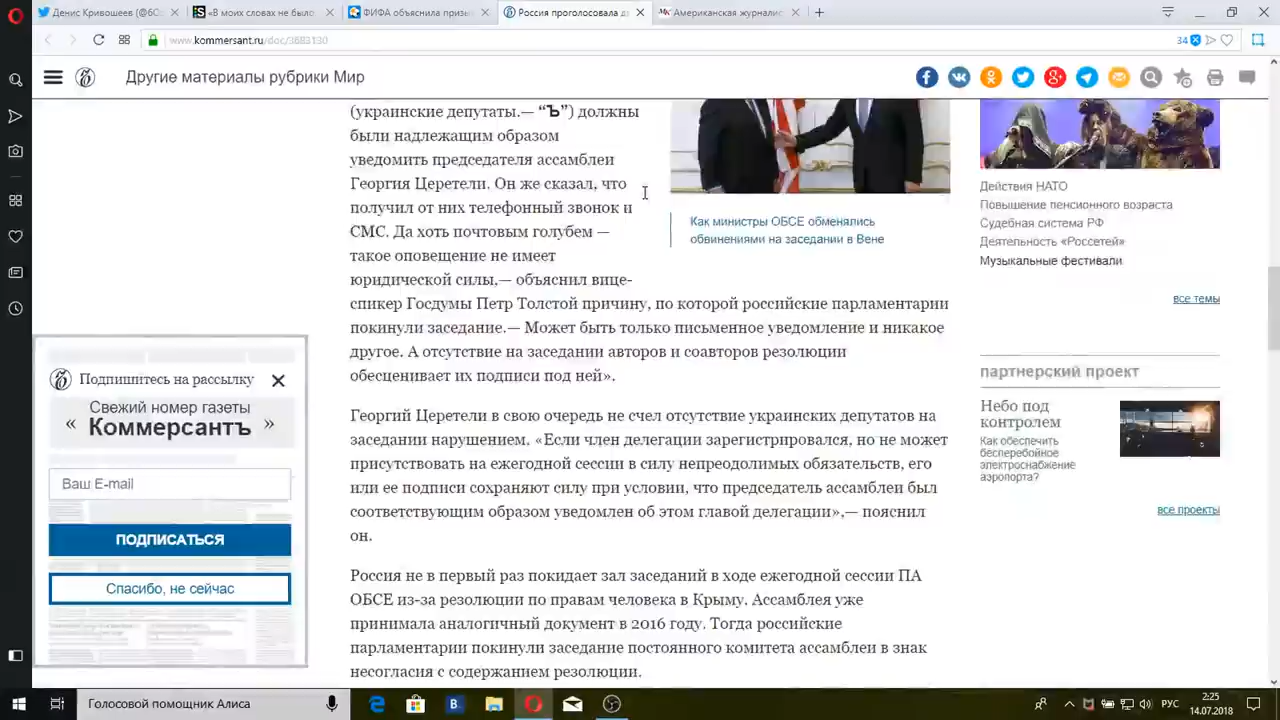 Денис Кривошеев (@6Co
«В моих словах не было
ФИФА объяснила призы
Россия проголосовала д
Американская журналис
www.kommersant.ru/doc/3683130
34
Другие материалы рубрики Мир
(украинские депутаты.— “Ъ”) должны
были надлежащим образом
уведомить председателя ассамблеи
Георгия Церетели. Он же сказал, что
получил от них телефонный звонок и
СМС. Да хоть почтовым голубем —
такое оповещение не имеет
юридической силы,— объяснил вице-
спикер Госдумы Петр Толстой причину, по которой российские парламентарии
покинули заседание.— Может быть только письменное уведомление и никакое
другое. А отсутствие на заседании авторов и соавторов резолюции
обесценивает их подписи под ней».
Как министры ОБСЕ обменялись
обвинениями на заседании в Вене
Георгий Церетели в свою очередь не счел отсутствие украинских депутатов на
заседании нарушением. «Если член делегации зарегистрировался, но не может
присутствовать на ежегодной сессии в силу непреодолимых обязательств, его
или ее подписи сохраняют силу при условии, что председатель ассамблеи был
соответствующим образом уведомлен об этом главой делегации»,— пояснил
он.
Россия не в первый раз покидает зал заседаний в ходе ежегодной сессии ПА
ОБСЕ из-за резолюции по правам человека в Крыму. Ассамблея уже
принимала аналогичный документ в 2016 году. Тогда российские
парламентарии покинули заседание постоянного комитета ассамблеи в знак
несогласия с содержанием резолюции.
Действия НАТО
Повышение пенсионного возраста
Судебная система РФ
Деятельность «Россетей»
Музыкальные фестивали
все темы
партнерский проект
Небо под
контролем
Как обеспечить
бесперебойное
электроснабжение
аэропорта?
все проекты
Подпишитесь на рассылку
Свежий номер газеты
« Коммерсантъ »
Ваш E-mail
ПОДПИСАТЬСЯ
Спасибо, не сейчас
Голосовой помощник Алиса
РУС
2:25
14.07.2018